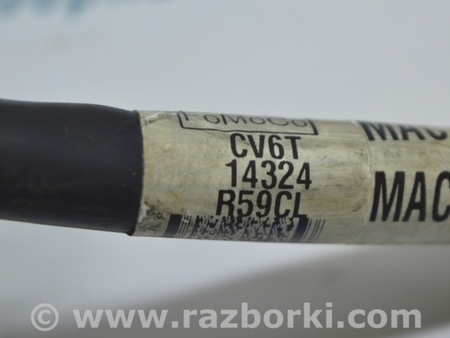 FoMoCo
CV6T
14324
R59CL
MAC
MAC
© - www.razborki.com